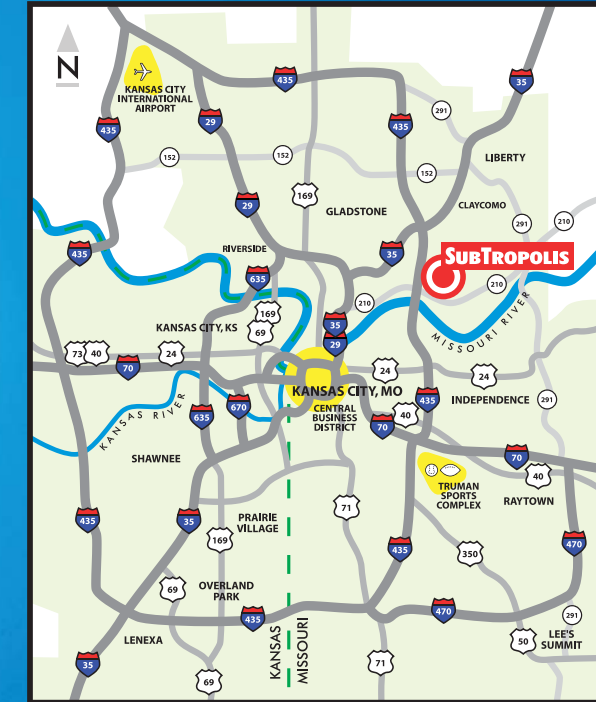 N
KANSAS CITY
INTERNATIONAL
AIRPORT
435
35
29
435
435
291
152
152
152
LIBERTY
169
29
GLADSTONE
CLAYCOMO
291
210
435
RIVERSIDE
35
SUBTROPOLIS
635
210
210
MISSOURI RIVER
169
69
KANSAS CITY, KS
35
29
73
40
24
70
24
24
KANSAS CITY, MO
CENTRAL
BUSINESS
DISTRICT
435
INDEPENDENCE
291
KANSAS RIVER
635
670
40
70
SHAWNEE
70
40
TRUMAN
SPORTS
COMPLEX
RAYTOWN
435
35
PRAIRIE
VILLAGE
71
169
435
350
470
69
OVERLAND
PARK
435
470
291
LENEXA
KANSAS
MISSOURI
50
LEE'S
SUMMIT
35
69
71